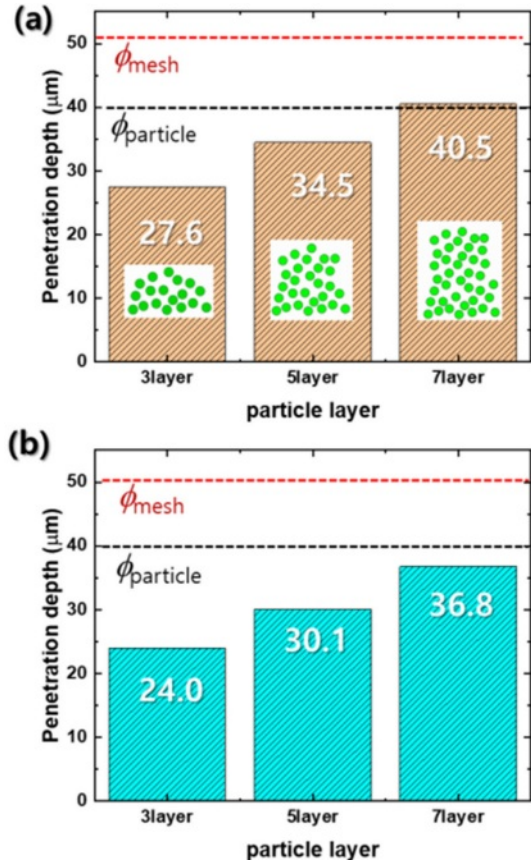 (a)
Penetration depth (μm)
50
40
30
20
10
0
ϕmesh
ϕparticle
27.6
34.5
40.5
3layer
5layer
7layer
particle layer
(b)
Penetration depth (μm)
50
40
30
20
10
0
ϕmesh
ϕparticle
24.0
30.1
36.8
3layer
5layer
7layer
particle layer